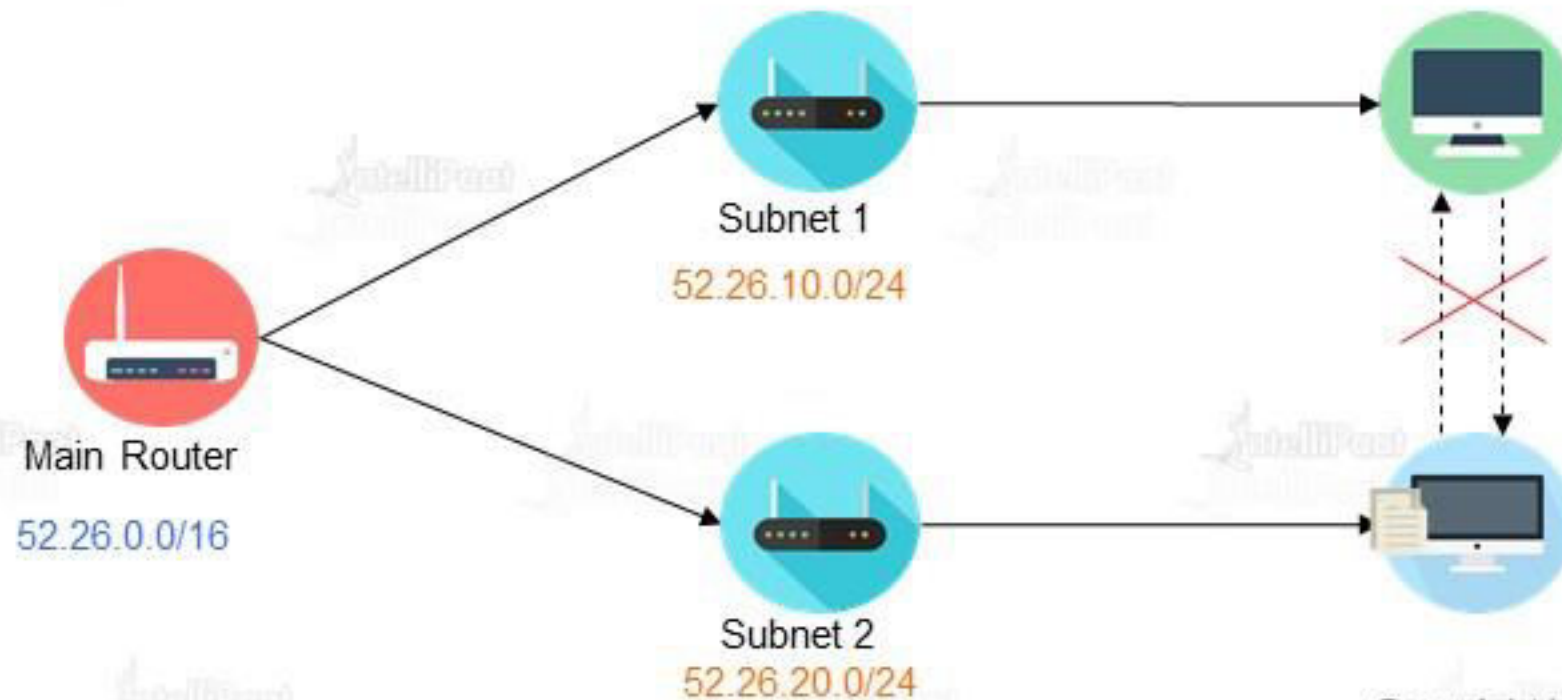 Subnet 1
52.26.10.0/24
Main Router
52.26.0.0/16
Subnet 2
52.26.20.0/24